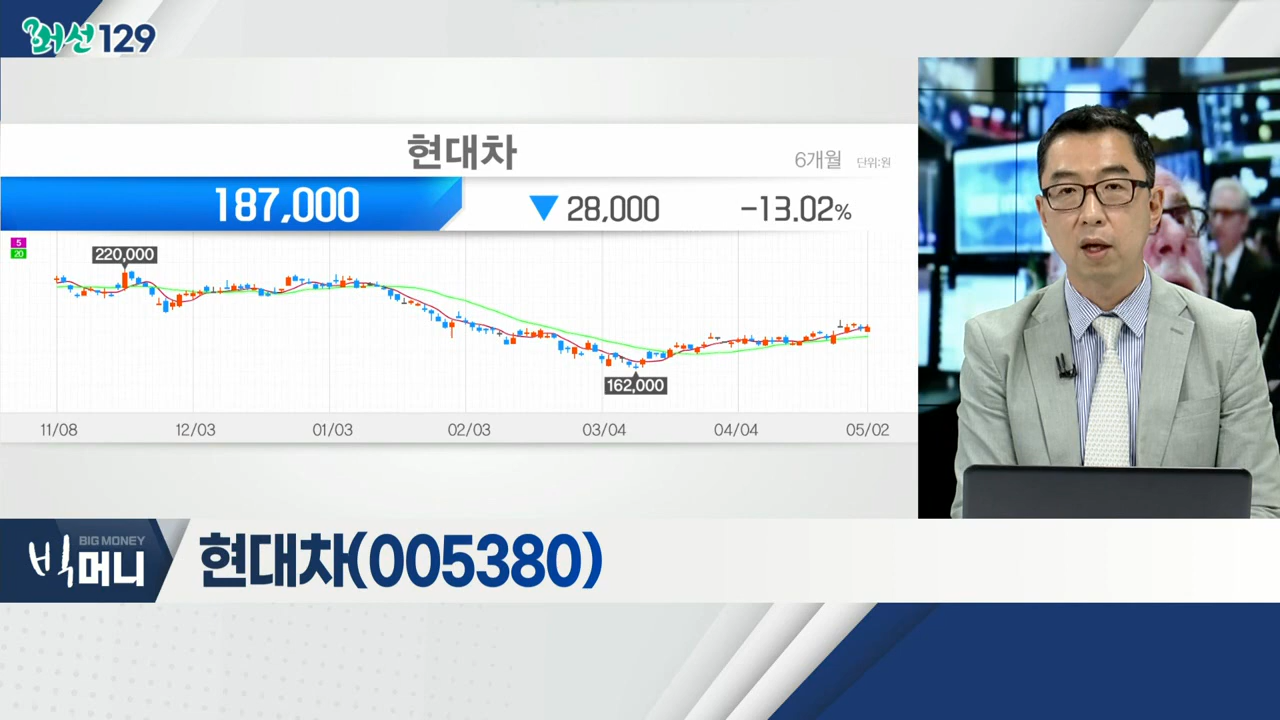 머선129
현대차
6개월 단위:원
187,000 ▼28,000 -13.02%
5
20
220,000
162,000
11/08 12/03 01/03 02/03 03/04 04/04 05/02
BIG MONEY
빅머니
현대차(005380)